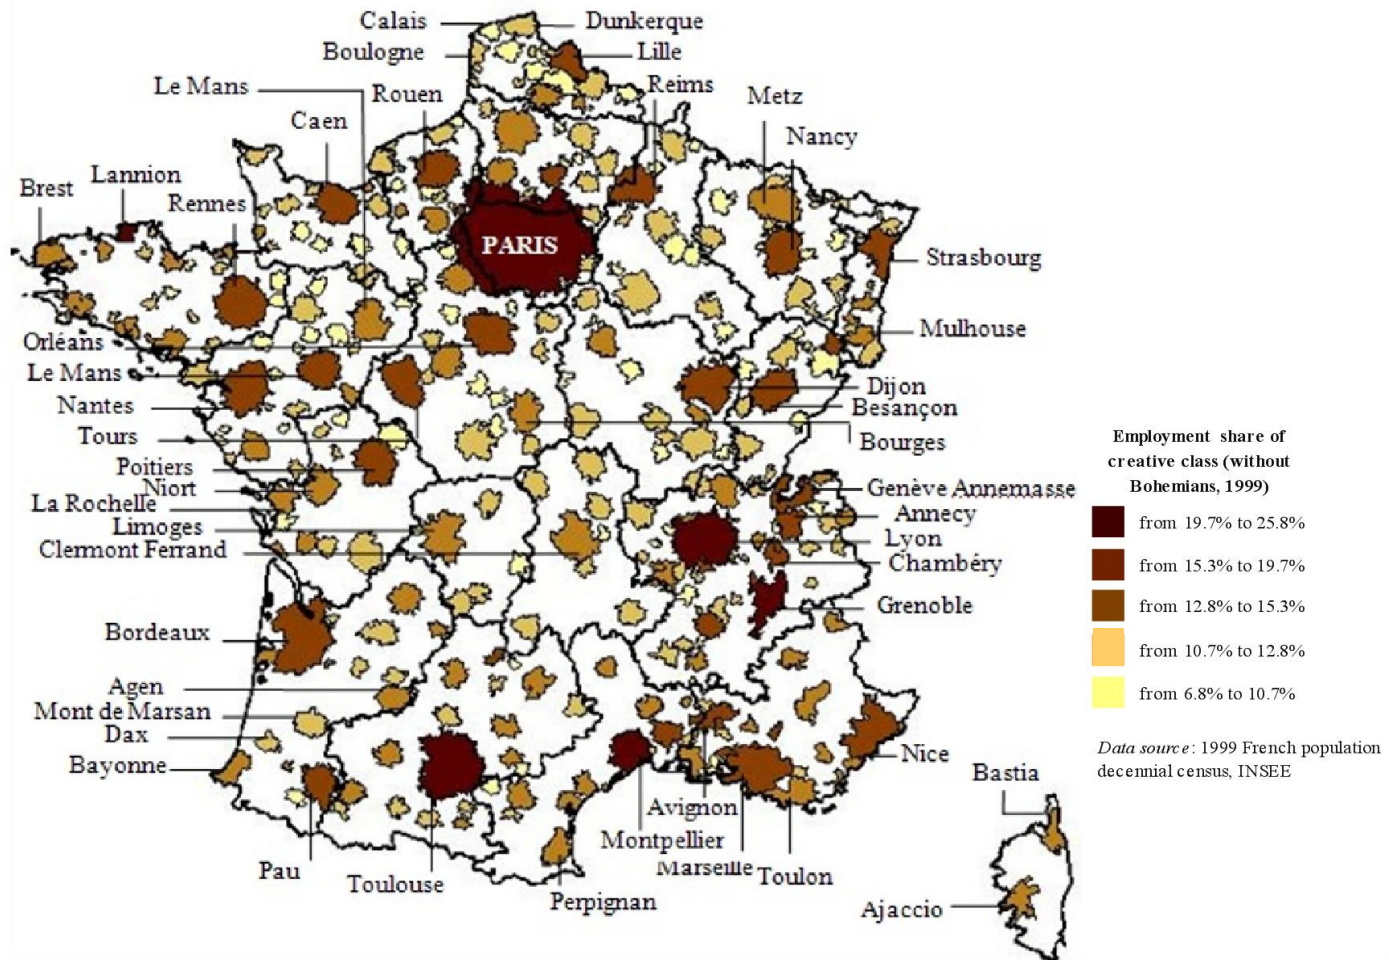 Calais
Dunkerque
Boulogne
Lille
Le Mans
Rouen
Reims
Metz
Caen
Nancy
Lannion
Brest
Rennes
PARIS
Strasbourg
Mulhouse
Orléans
Le Mans
Dijon
Nantes
Besançon
Tours
Bourges
Poitiers
Niort
Genève Annemasse
La Rochelle
Annecy
Limoges
Lyon
Clermont Ferrand
Chambéry
Grenoble
Bordeaux
Agen
Mont de Marsan
Dax
Bayonne
Nice
Bastia
Avignon
Montpellier
Marseille
Pau
Toulouse
Toulon
Perpignan
Ajaccio
Employment share of
creative class (without
Bohemians, 1999)
from 19.7% to 25.8%
from 15.3% to 19.7%
from 12.8% to 15.3%
from 10.7% to 12.8%
from 6.8% to 10.7%
Data source: 1999 French population
decennial census, INSEE